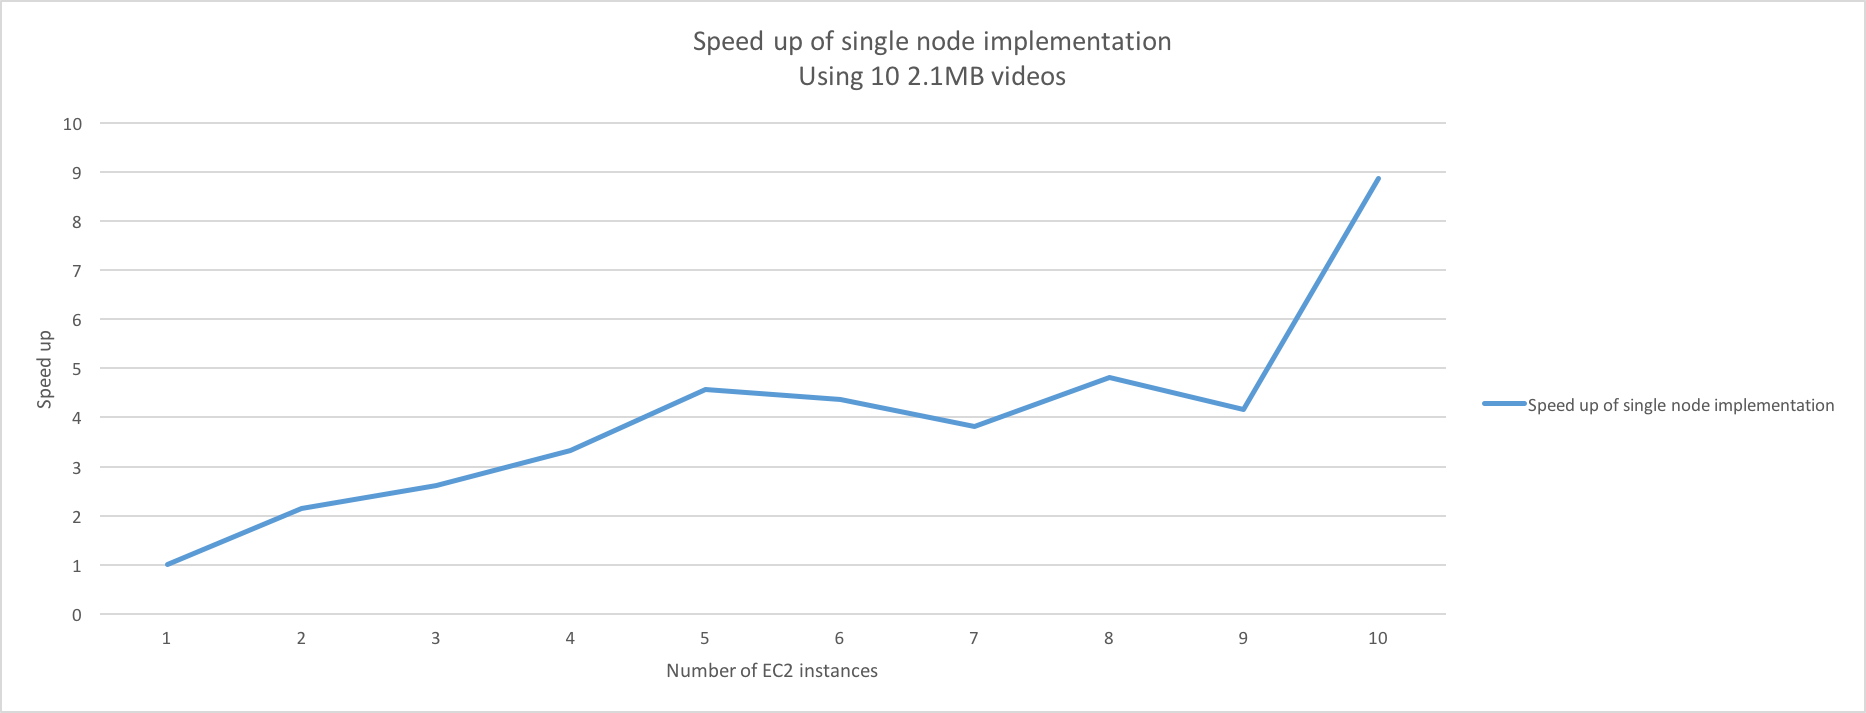 Speed up of single node implementation
Using 10 2.1MB videos
10
9
8
7
6
5
4
3
2
1
0
Speed up
1 2 3 4 5 6 7 8 9 10
Number of EC2 instances
Speed up of single node implementation